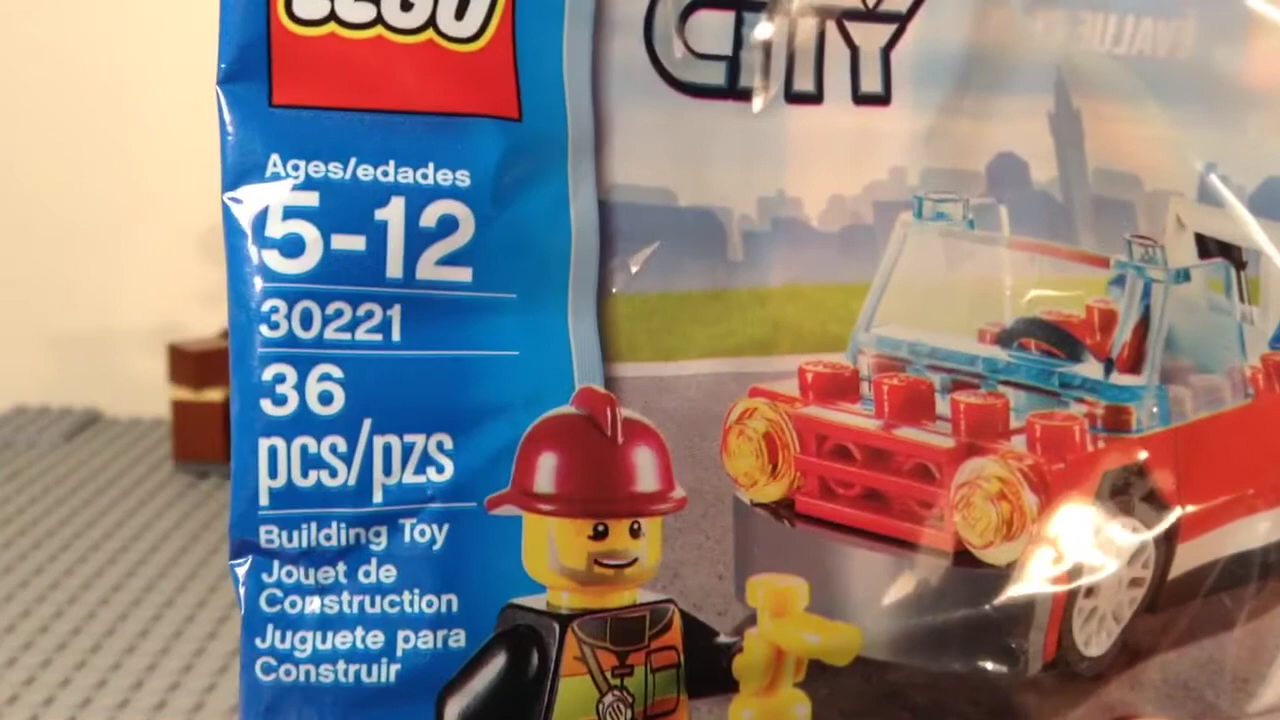 LEGO
CITY
Ages/edades
5-12
30221
36
pcs/pzs
Building Toy
Jouet de
Construction
Juguete para
Construir